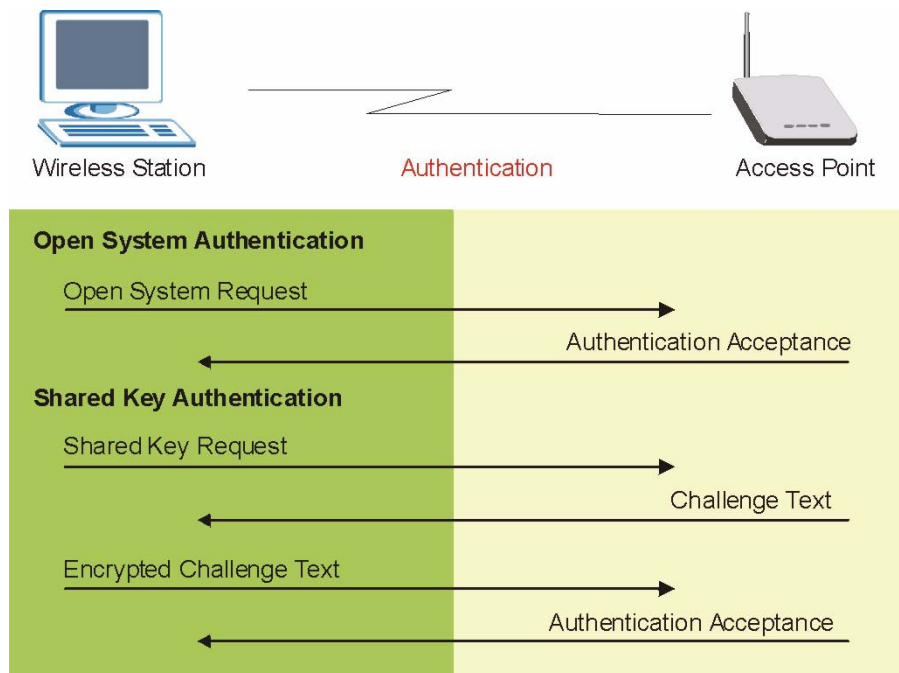 Wireless Station
Authentication
Access Point
Open System Authentication
Open System Request
Authentication Acceptance
Shared Key Authentication
Shared Key Request
Challenge Text
Encrypted Challenge Text
Authentication Acceptance